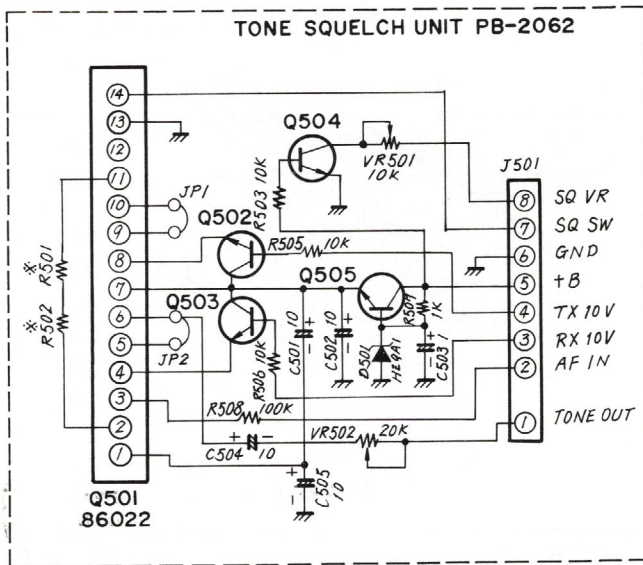 TONE SQUELCH UNIT PB-2062
14
13
12
11
10
9
8
7
6
5
4
3
2
1
Q501
86022
JP1
JP2
※ R501
※ R502
Q502
Q503
Q504
Q505
R503 10K
VR501
10K
R505 10K
R506 10K
C501 10
+
-
C502 10
+
-
D501
HZ9A1
R507
1K
C503 1
+
-
R508 100K
+ -
C504 10
VR502 20K
+
-
C505
10
J501
8 SQ VR
7 SQ SW
6 GND
5 +B
4 TX 10V
3 RX 10V
2 AF IN
1 TONE OUT